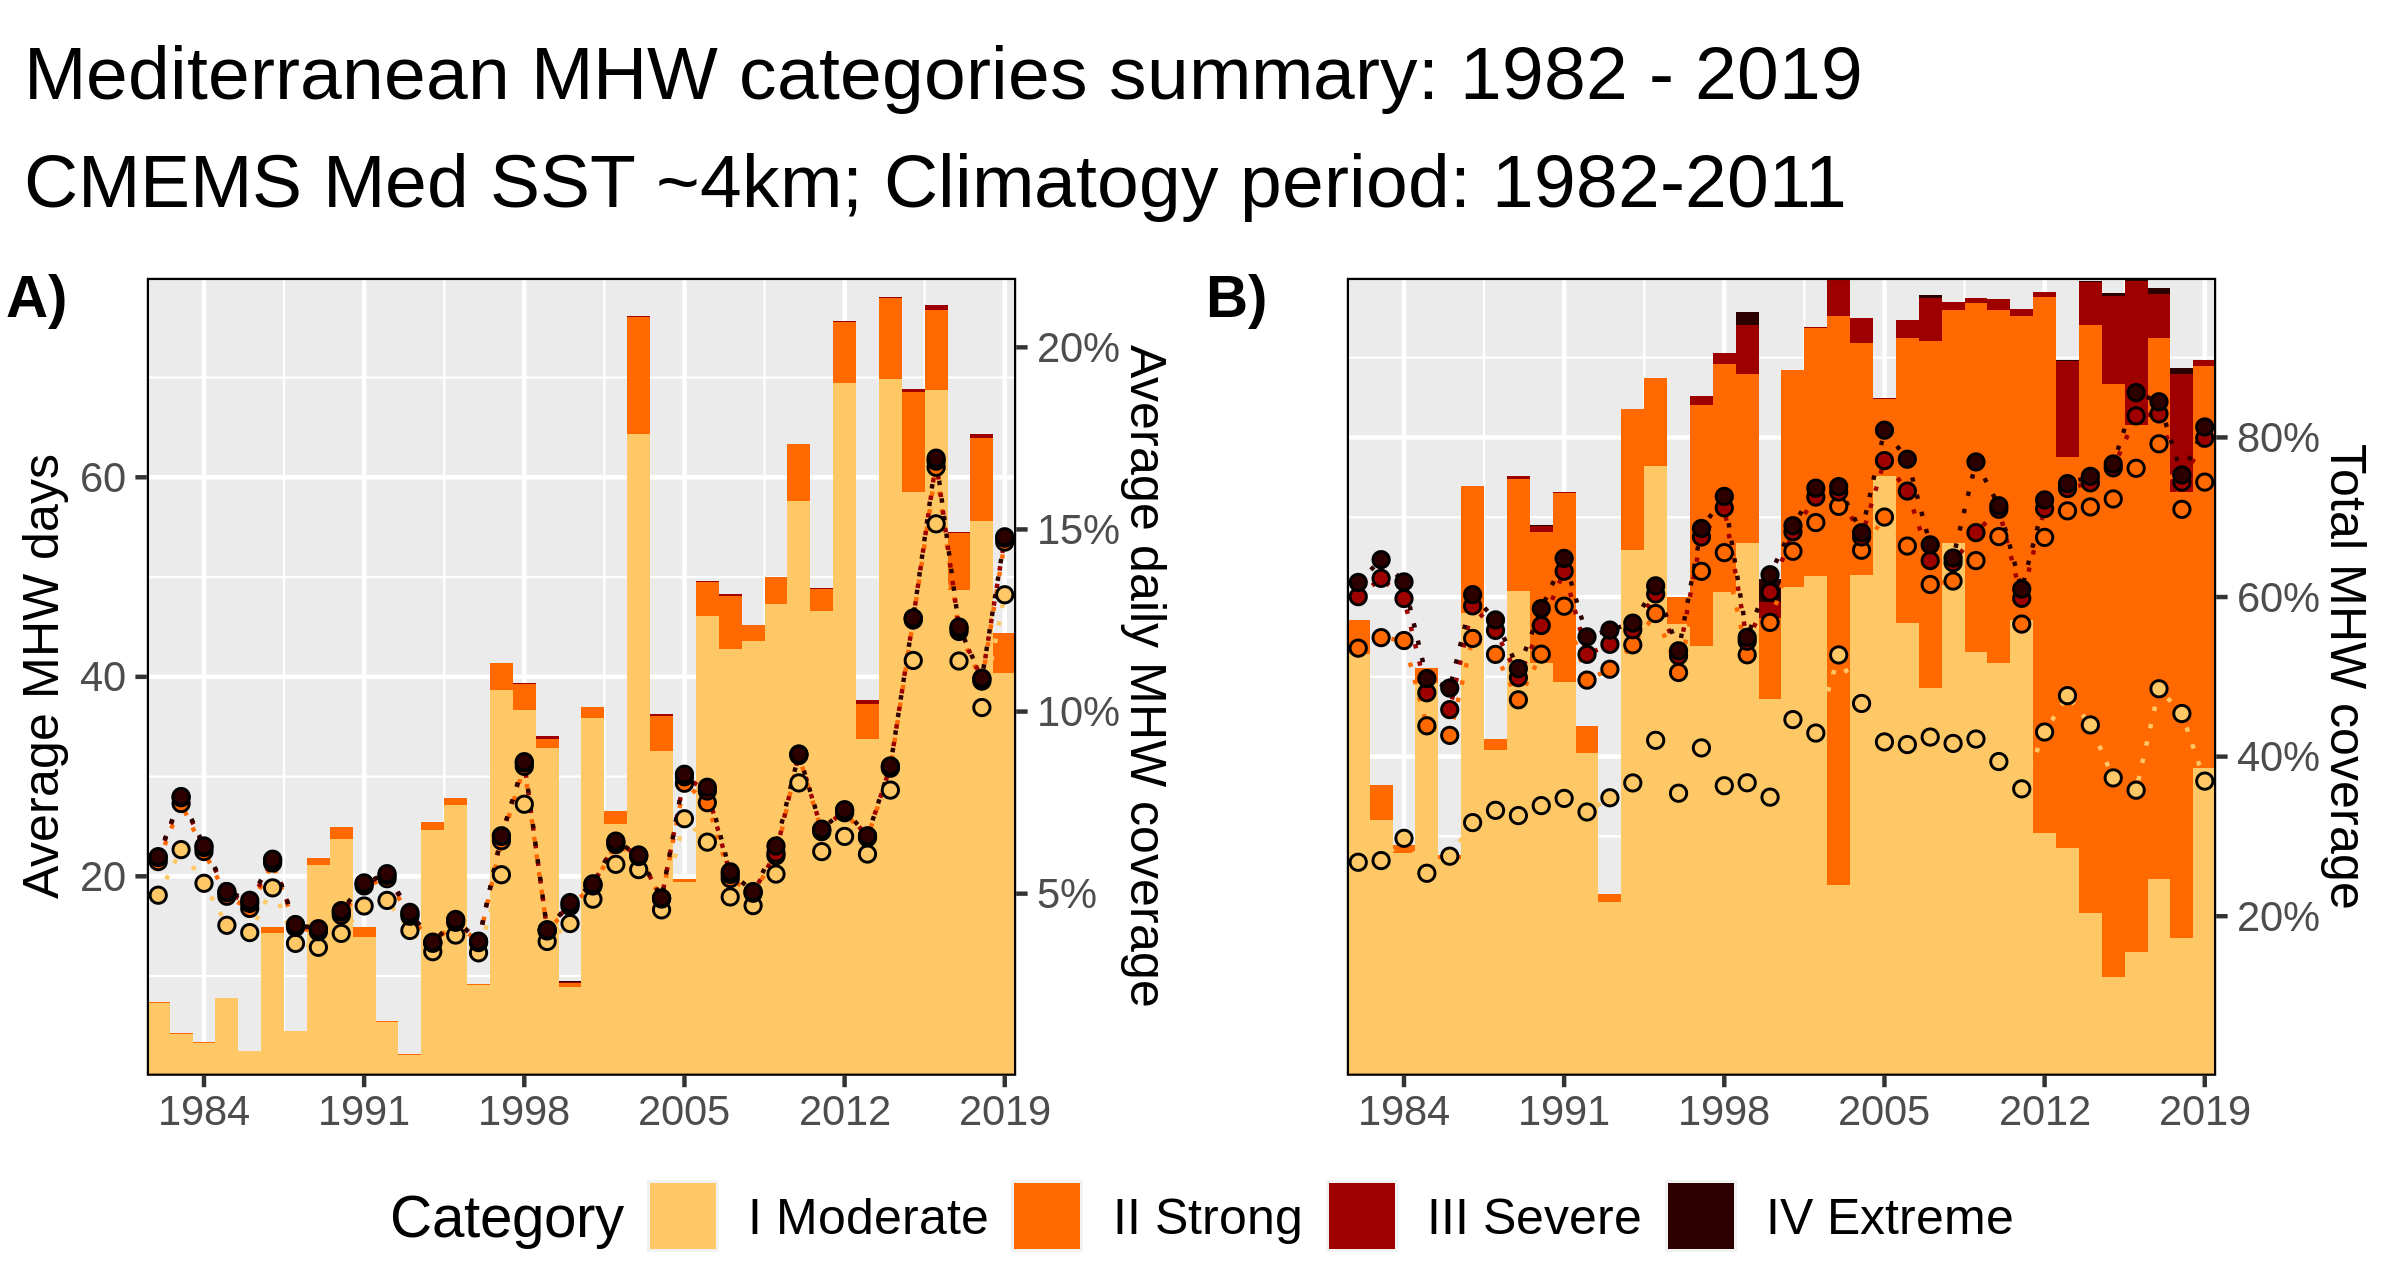 Mediterranean MHW categories summary: 1982 - 2019
CMEMS Med SST ~4km; Climatogy period: 1982-2011
A)
Average MHW days
60
40
20
20%
15%
10%
5%
Average daily MHW coverage
1984 1991 1998 2005 2012 2019
B)
80%
60%
40%
20%
Total MHW coverage
1984 1991 1998 2005 2012 2019
Category I Moderate II Strong III Severe IV Extreme